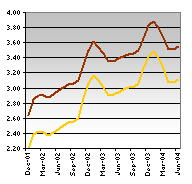 4.00
3.80
3.60
3.40
3.20
3.00
2.80
2.60
2.40
2.20
Dec-01
Mar-02
Jun-02
Sep-02
Dec-02
Mar-03
Jun-03
Sep-03
Dec-03
Mar-04
Jun-04